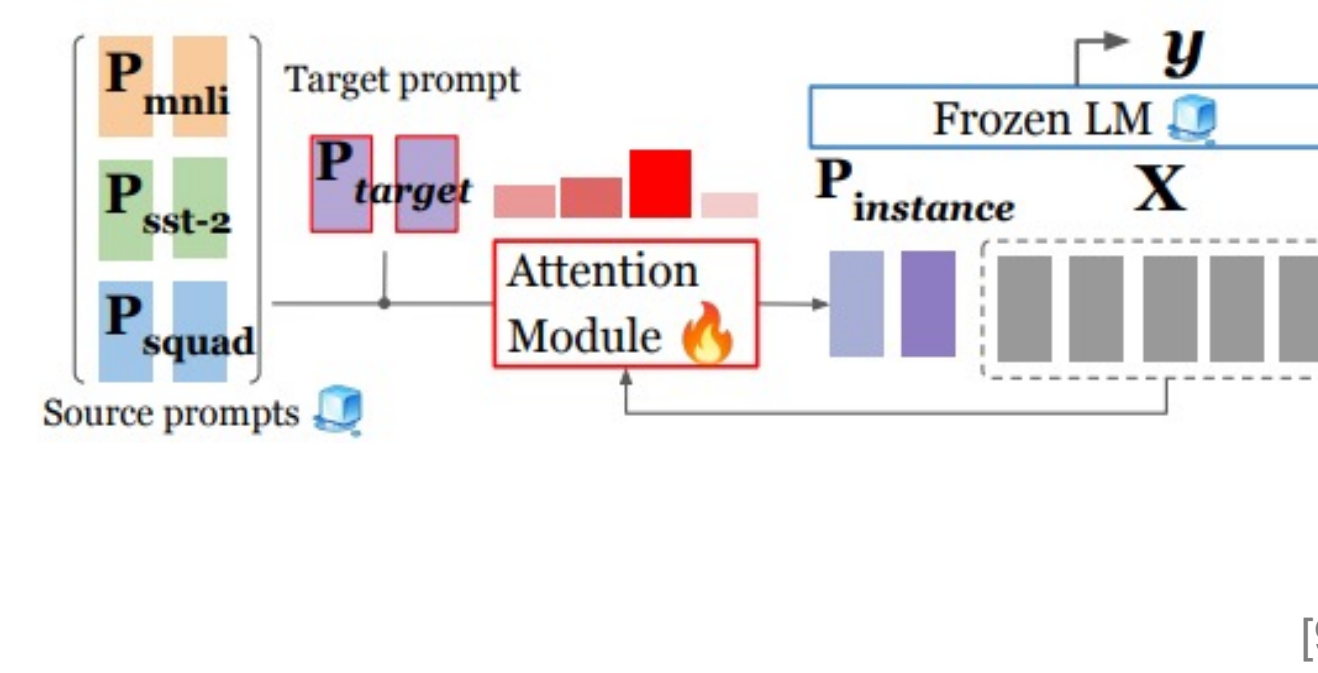 P mnli
P sst-2
P squad
Source prompts
Target prompt
P target
Attention
Module
y
Frozen LM
P instance
X